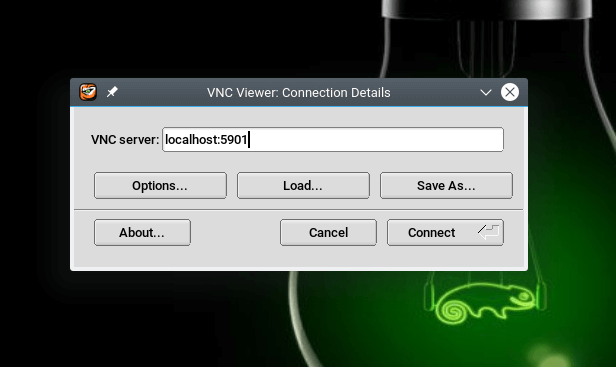 VNC Viewer: Connection Details
VNC server: localhost:5901
Options... Load... Save As...
About... Cancel Connect